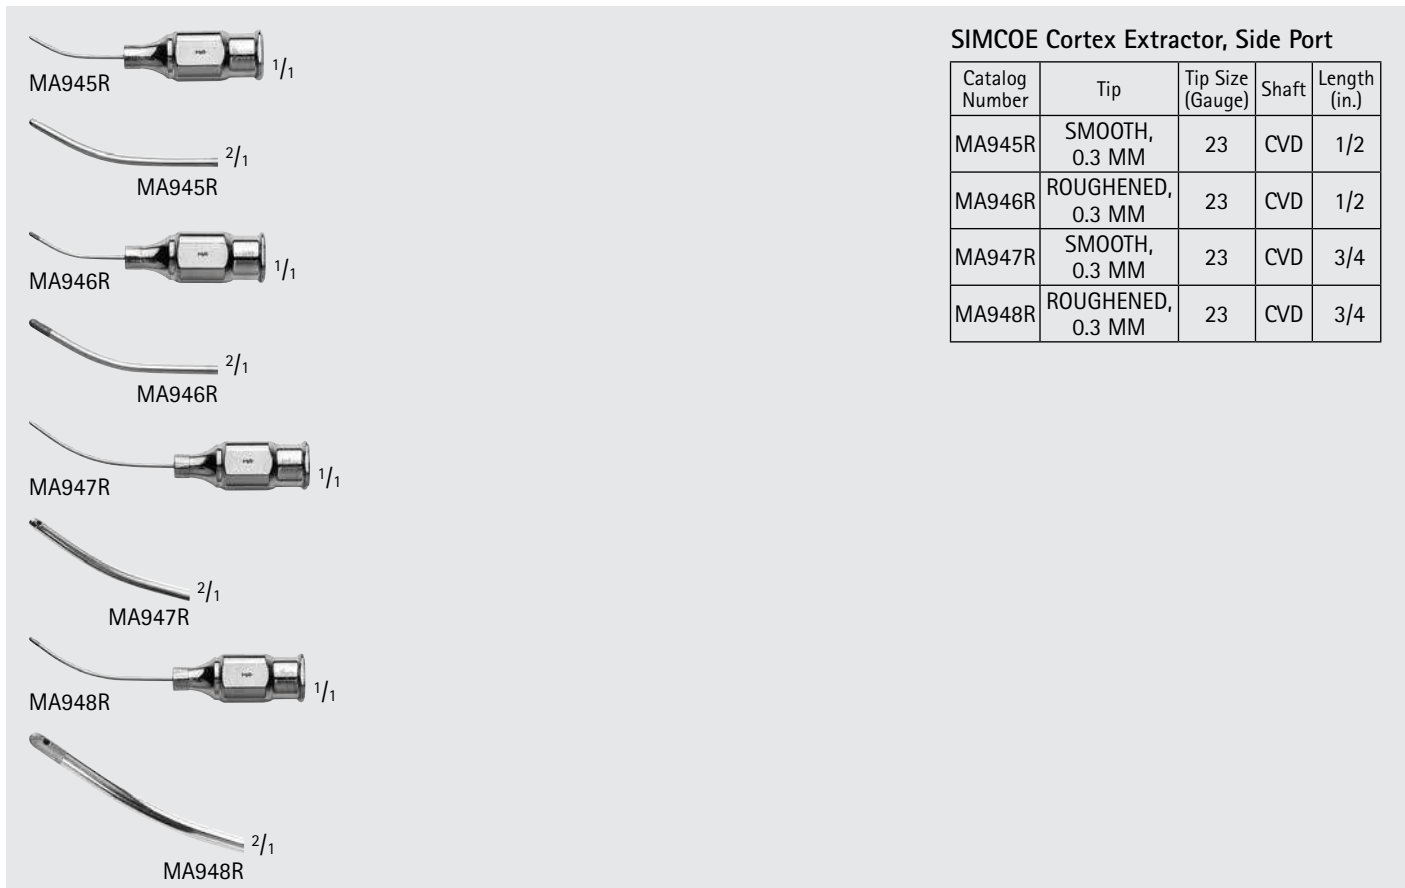 MA945R
1/1
2/1
MA945R
MA946R
1/1
2/1
MA946R
MA947R
1/1
2/1
MA947R
MA948R
1/1
2/1
MA948R
SIMCOE Cortex Extractor, Side Port
Catalog Number Tip Tip Size (Gauge) Shaft Length (in.)
MA945R SMOOTH, 0.3 MM 23 CVD 1/2
MA946R ROUGHENED, 0.3 MM 23 CVD 1/2
MA947R SMOOTH, 0.3 MM 23 CVD 3/4
MA948R ROUGHENED, 0.3 MM 23 CVD 3/4